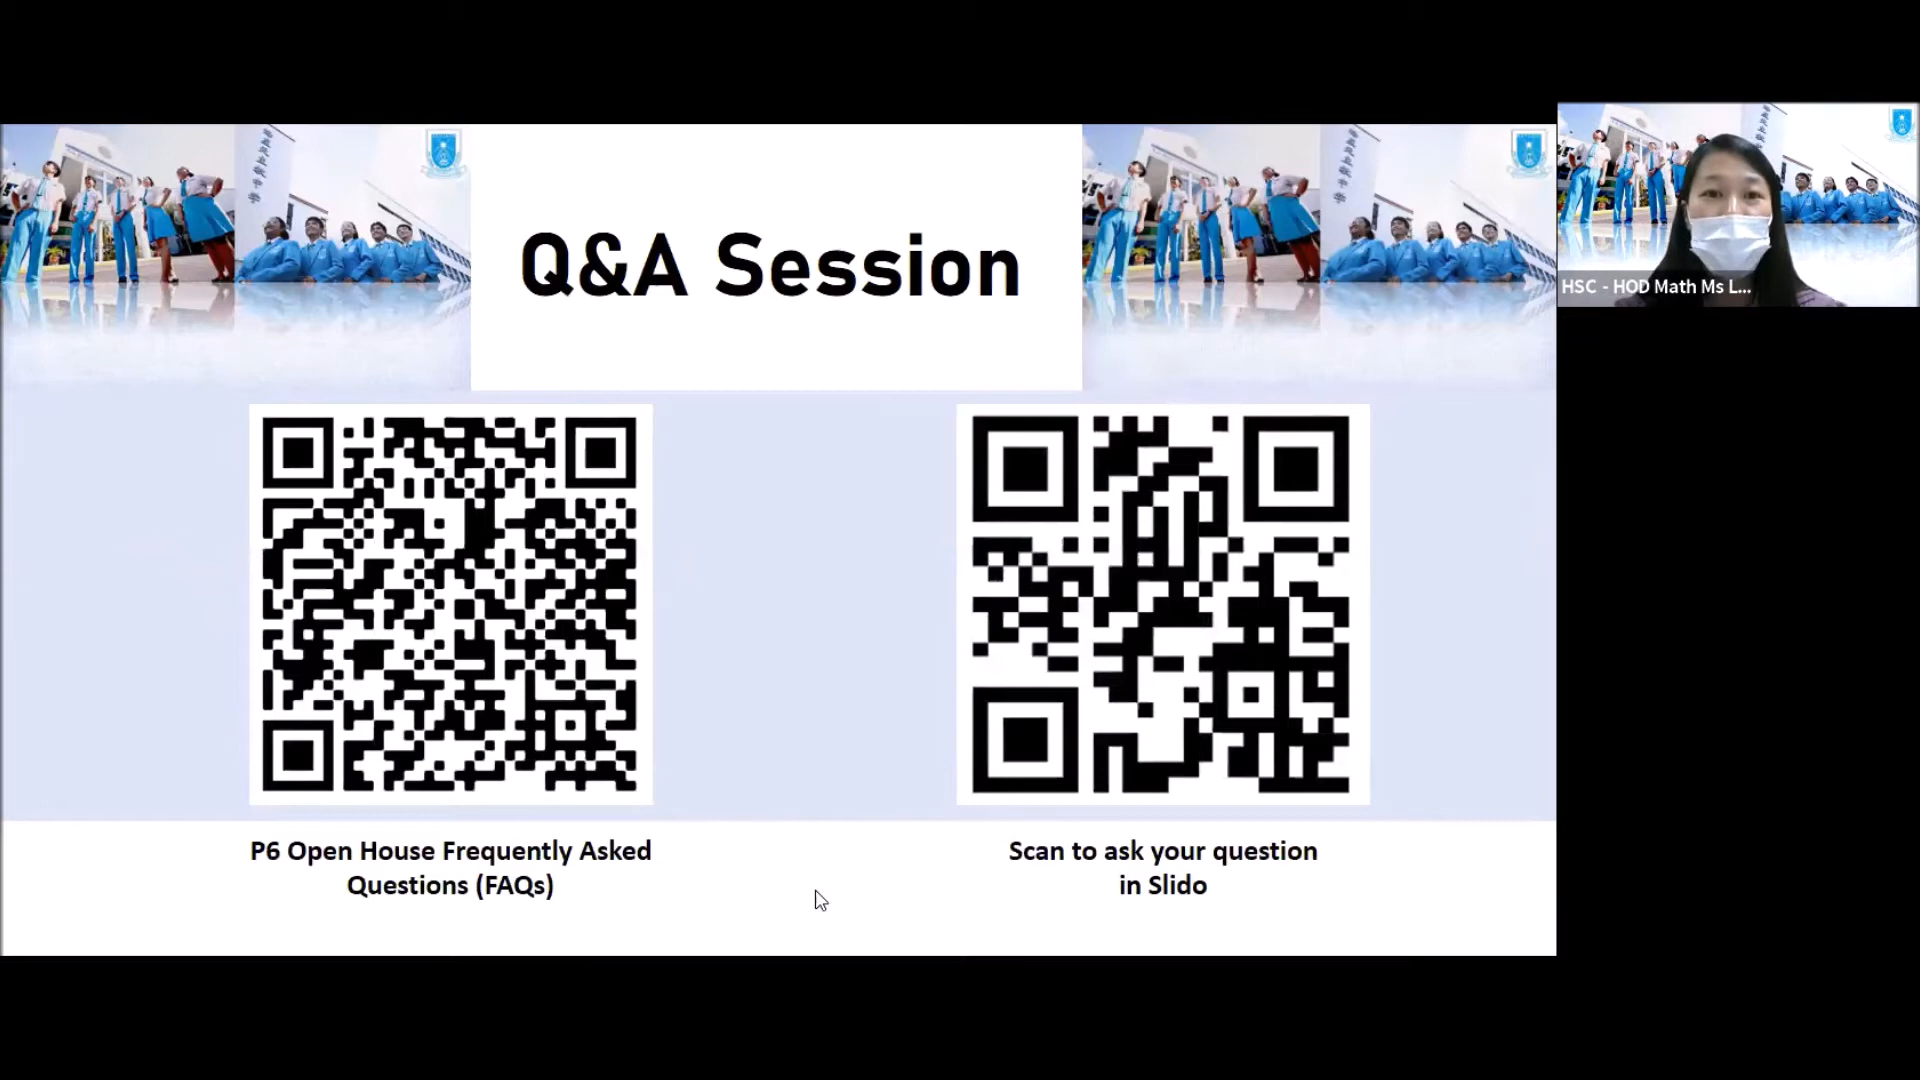 Q&A Session
HSC - HOD Math Ms L...
P6 Open House Frequently Asked
Questions (FAQs)
Scan to ask your question
in Slido